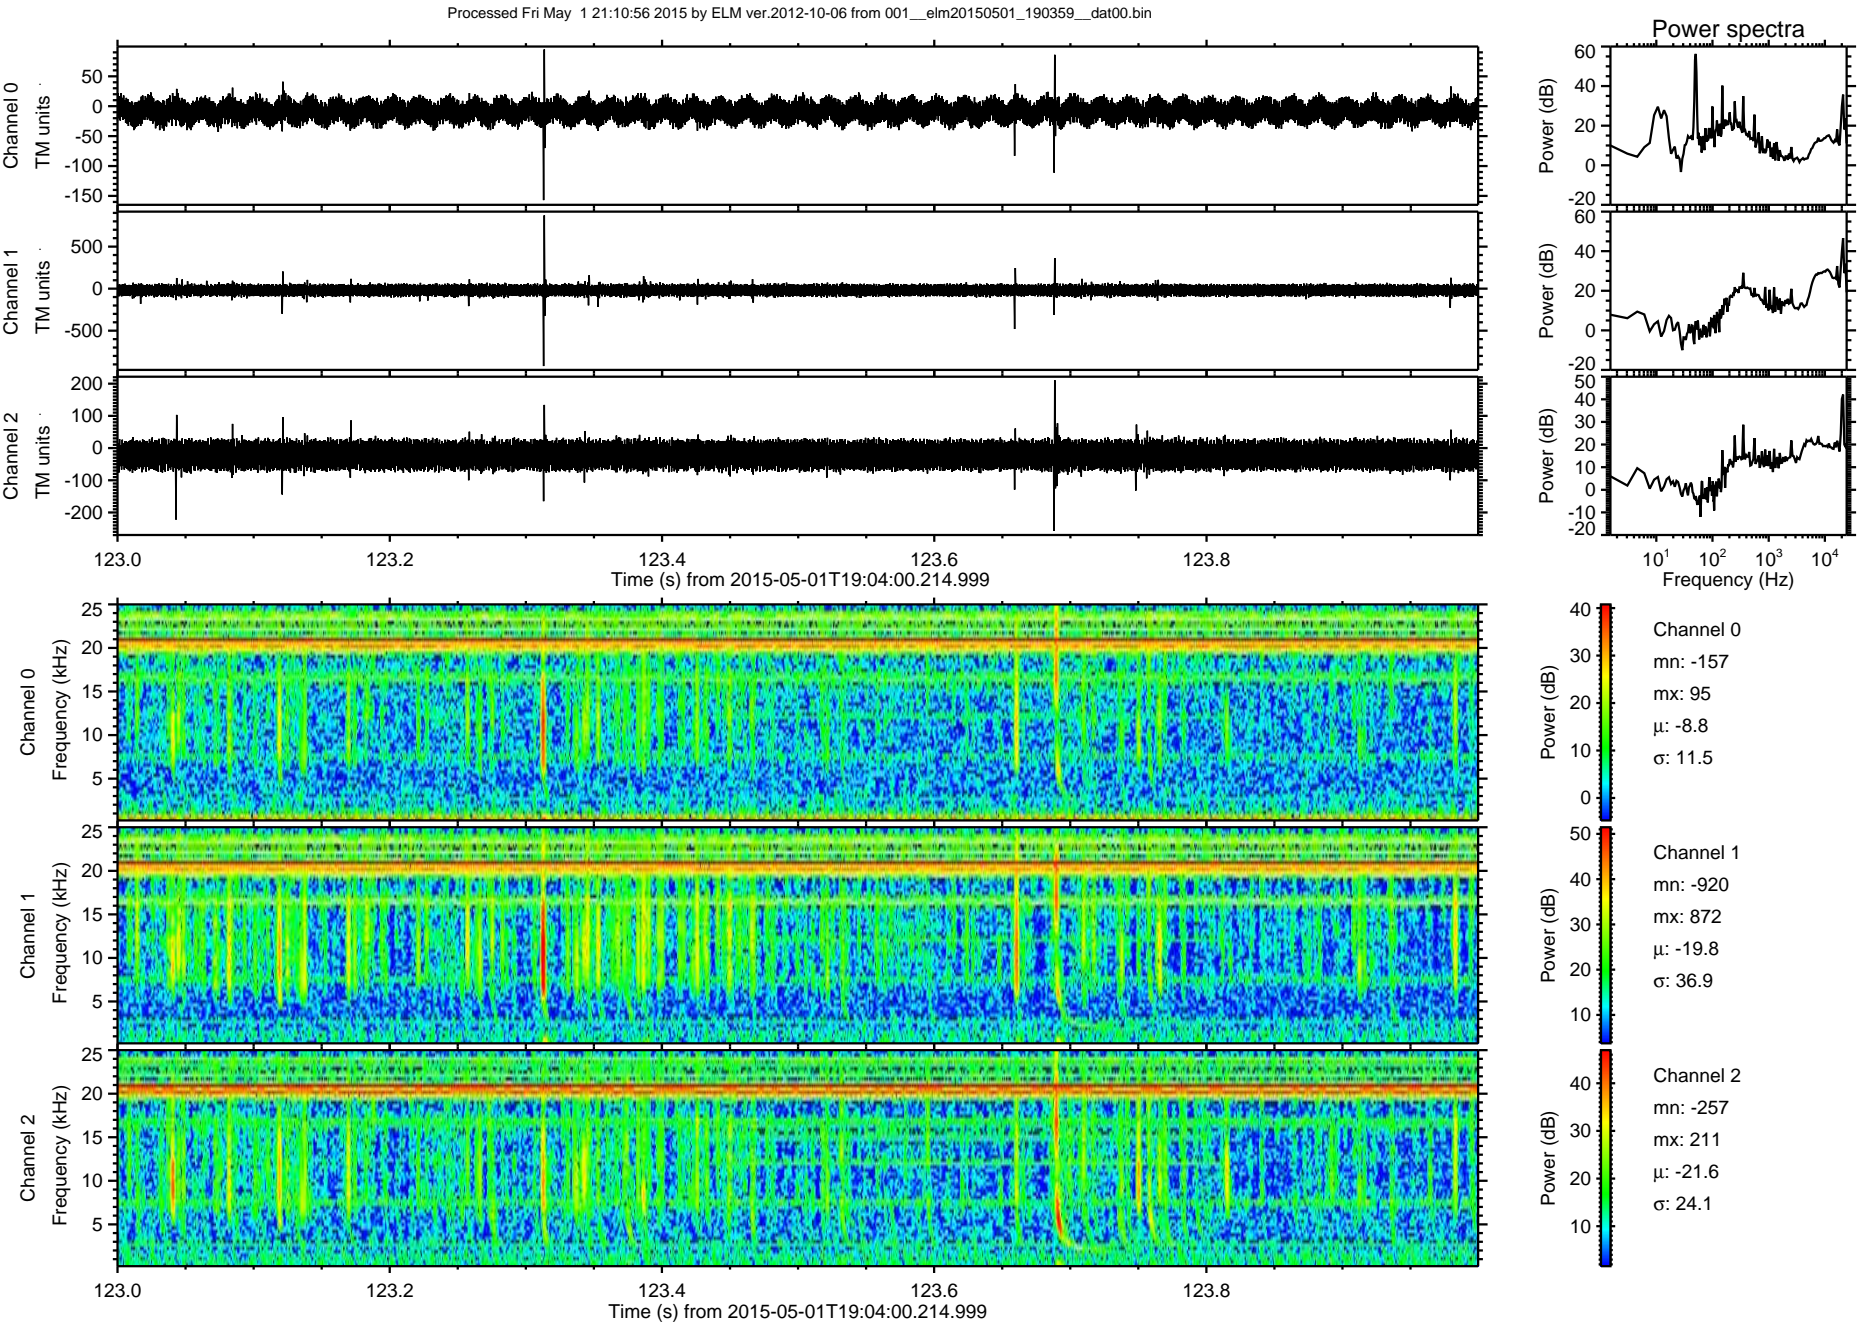 Processed Fri May  1 21:10:56 2015 by ELM ver.2012-10-06 from 001__elm20150501_190359__dat00.bin
Power spectra
Channel 0
TM units
50
0
-50
-100
-150
Power (dB)
60
40
20
0
-20
Channel 1
TM units
500
0
-500
Power (dB)
60
40
20
0
-20
Channel 2
TM units
200
100
0
-100
-200
Power (dB)
50
40
30
20
10
0
-10
-20
123.0 123.2 123.4 123.6 123.8
Time (s) from 2015-05-01T19:04:00.214.999
10^1 10^2 10^3 10^4
Frequency (Hz)
Channel 0
Frequency (kHz)
25
20
15
10
5
Power (dB)
40
30
20
10
0
Channel 0
mn: -157
mx: 95
μ: -8.8
σ: 11.5
Channel 1
Frequency (kHz)
25
20
15
10
5
Power (dB)
50
40
30
20
10
Channel 1
mn: -920
mx: 872
μ: -19.8
σ: 36.9
Channel 2
Frequency (kHz)
25
20
15
10
5
Power (dB)
40
30
20
10
Channel 2
mn: -257
mx: 211
μ: -21.6
σ: 24.1
123.0 123.2 123.4 123.6 123.8
Time (s) from 2015-05-01T19:04:00.214.999